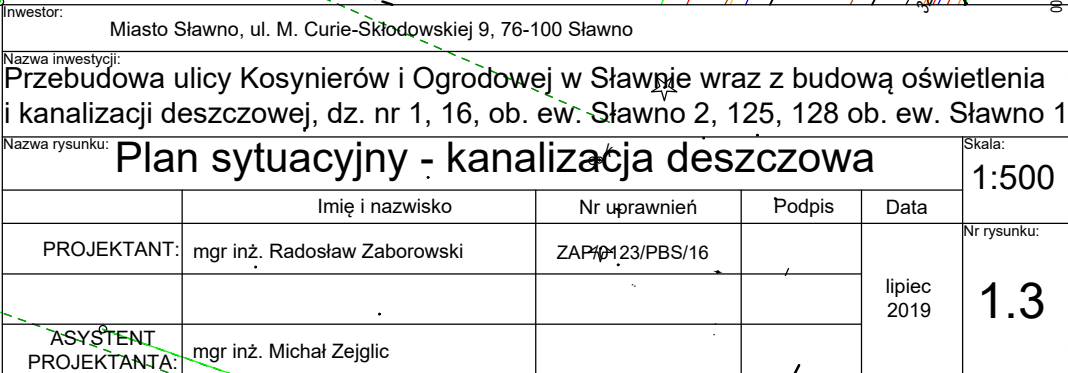 Inwestor:
Miasto Sławno, ul. M. Curie-Skłodowskiej 9, 76-100 Sławno
Nazwa inwestycji:
Przebudowa ulicy Kosynierów i Ogrodowej w Sławnie wraz z budową oświetlenia
i kanalizacji deszczowej, dz. nr 1, 16, ob. ew. Sławno 2, 125, 128 ob. ew. Sławno 1
Nazwa rysunku:
Plan sytuacyjny - kanalizacja deszczowa
Skala:
1:500
Imię i nazwisko Nr uprawnień Podpis Data
Nr rysunku:
PROJEKTANT: mgr inż. Radosław Zaborowski ZAP/0123/PBS/16
lipiec
2019
1.3
ASYSTENT
PROJEKTANTA:
mgr inż. Michał Zejglic